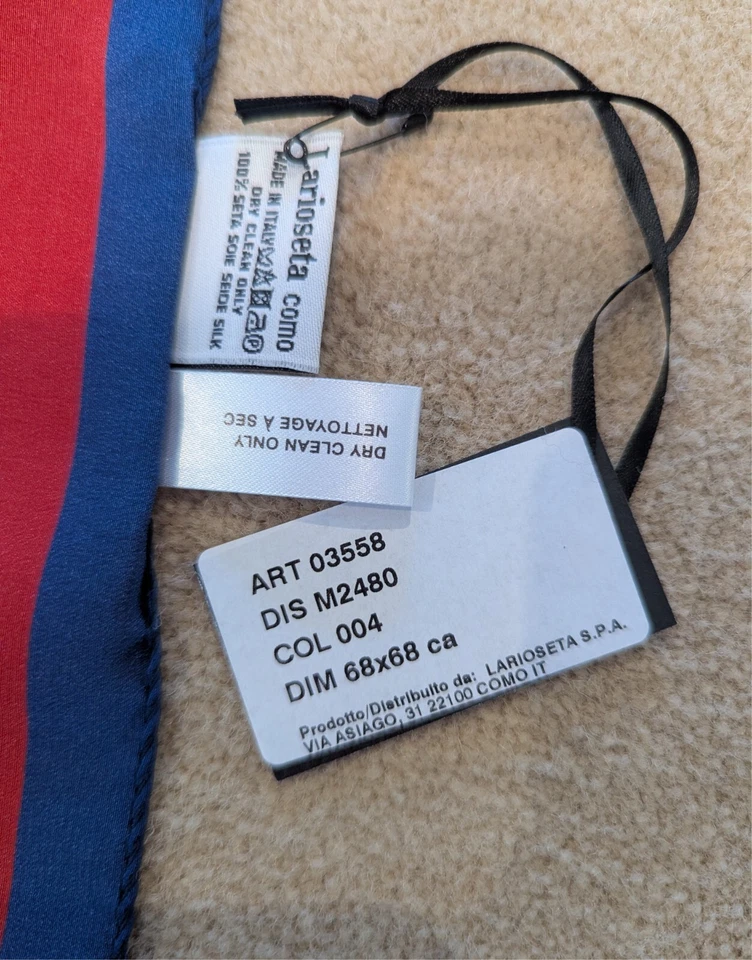 Larioseta como
MADE IN ITALY
DRY CLEAN ONLY
100% SETA SOIE SEIDE SILK
DRY CLEAN ONLY
NETTOYAGE À SEC
ART 03558
DIS M2480
COL 004
DIM 68x68 ca
Prodotto/Distribuito da: LARIOSETA S.P.A.
VIA ASIAGO, 31 22100 COMO IT